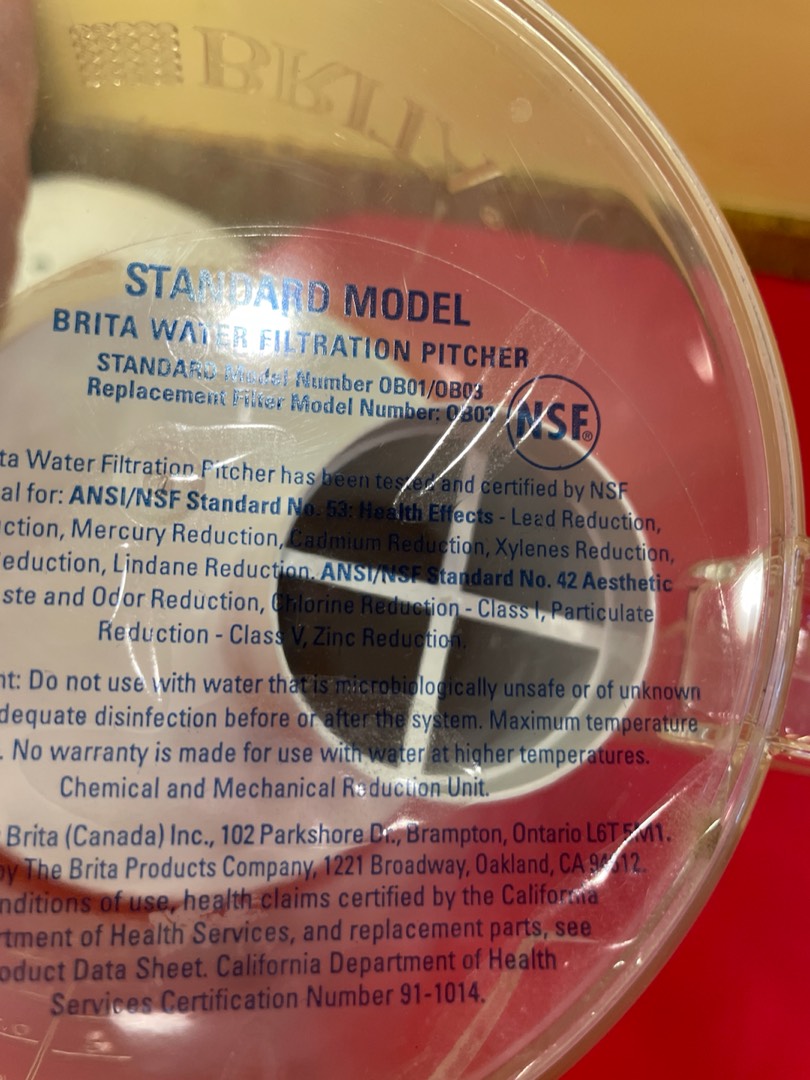 BRITA
STANDARD MODEL
BRITA WATER FILTRATION PITCHER
STANDARD Model Number OB01/OB03
Replacement Filter Model Number: OB03
NSF®
ta Water Filtration Pitcher has been tested and certified by NSF
al for: ANSI/NSF Standard No. 53: Health Effects - Lead Reduction,
ction, Mercury Reduction, Cadmium Reduction, Xylenes Reduction,
eduction, Lindane Reduction. ANSI/NSF Standard No. 42 Aesthetic
ste and Odor Reduction, Chlorine Reduction - Class I, Particulate
Reduction - Class V, Zinc Reduction.
nt: Do not use with water that is microbiologically unsafe or of unknown
dequate disinfection before or after the system. Maximum temperature
. No warranty is made for use with water at higher temperatures.
Chemical and Mechanical Reduction Unit.
Brita (Canada) Inc., 102 Parkshore Dr., Brampton, Ontario L6T 5M1.
by The Brita Products Company, 1221 Broadway, Oakland, CA 94612.
nditions of use, health claims certified by the California
rtment of Health Services, and replacement parts, see
oduct Data Sheet. California Department of Health
Services Certification Number 91-1014.